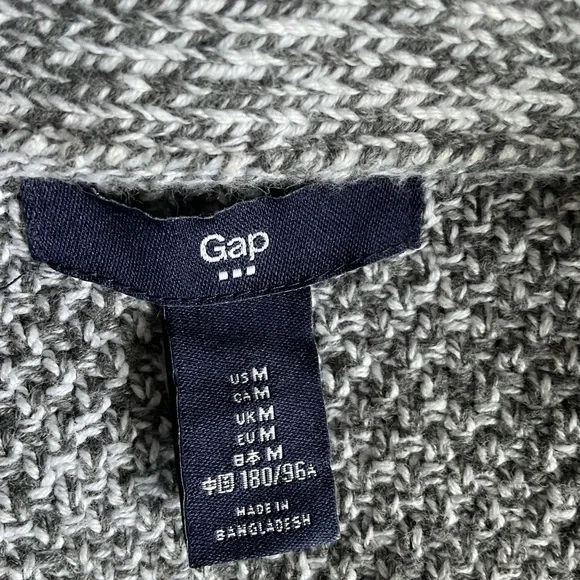 Gap
US M
CA M
UK M
EU M
日本 M
中国 180/96A
MADE IN
BANGLADESH